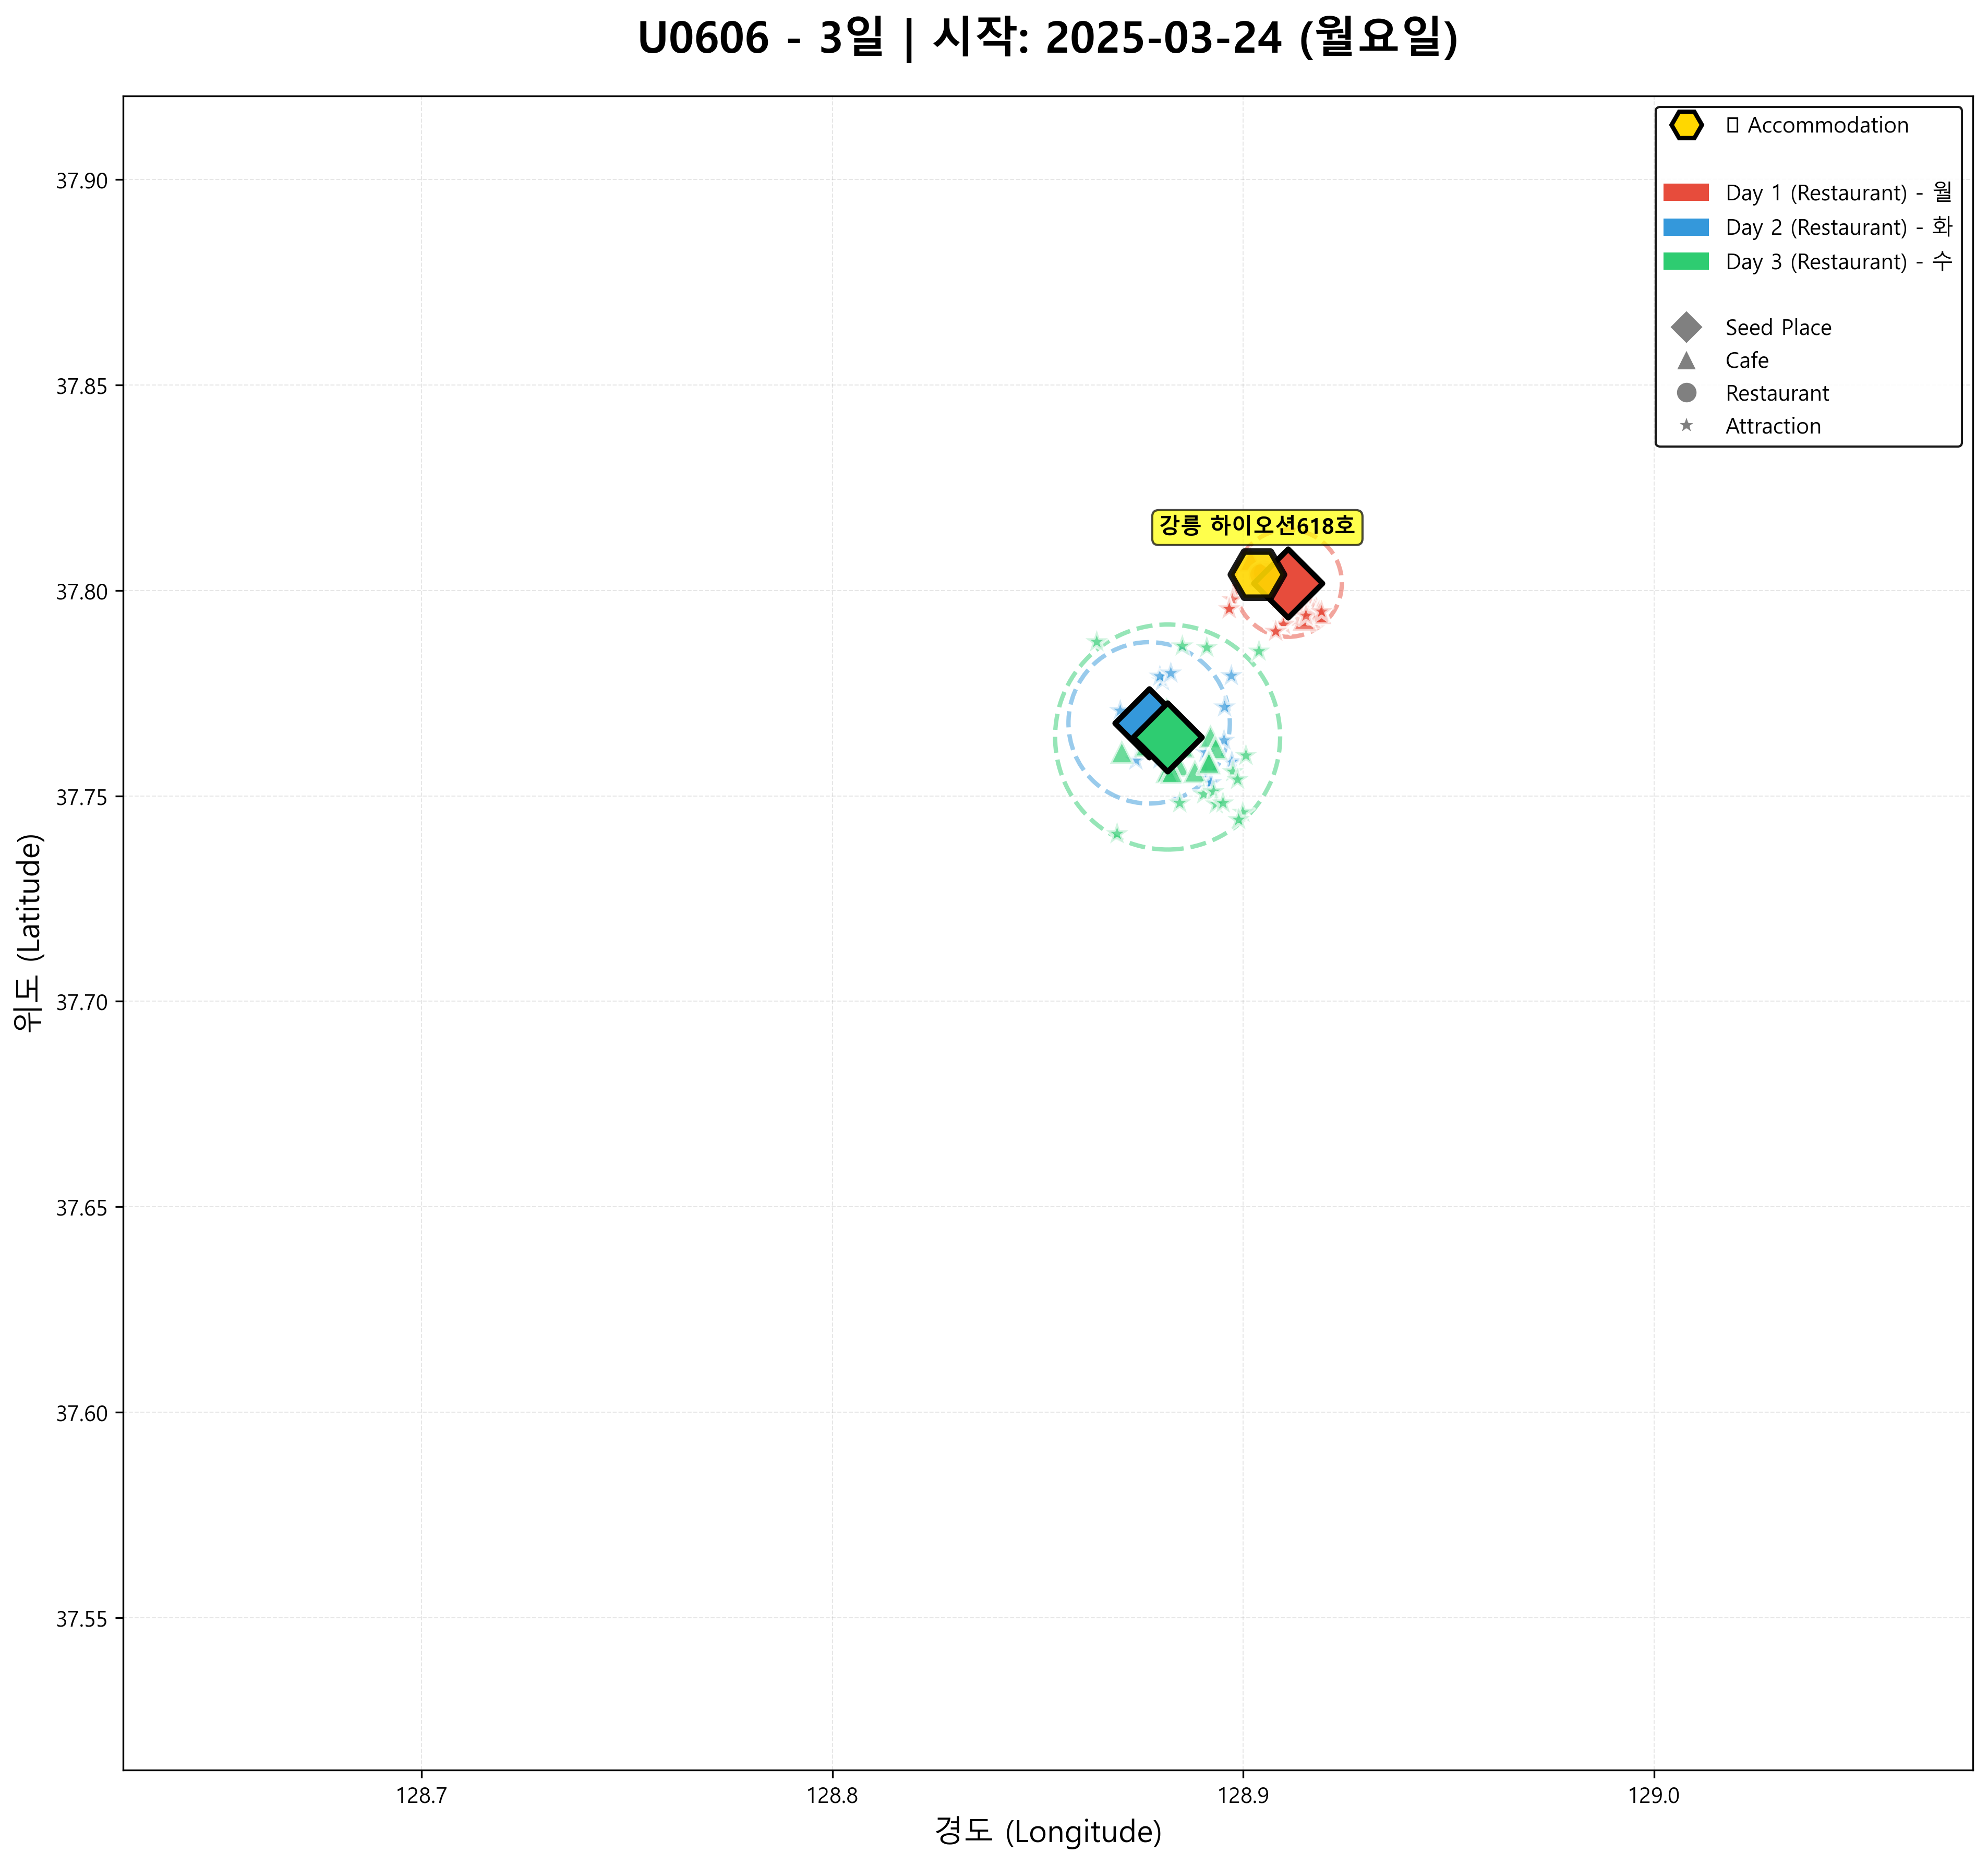 U0606 - 3일 | 시작: 2025-03-24 (월요일)
▯ Accommodation
Day 1 (Restaurant) - 월
Day 2 (Restaurant) - 화
Day 3 (Restaurant) - 수
Seed Place
Cafe
Restaurant
Attraction
강릉 하이오션618호
위도 (Latitude)
37.90
37.85
37.80
37.75
37.70
37.65
37.60
37.55
128.7
128.8
128.9
129.0
경도 (Longitude)